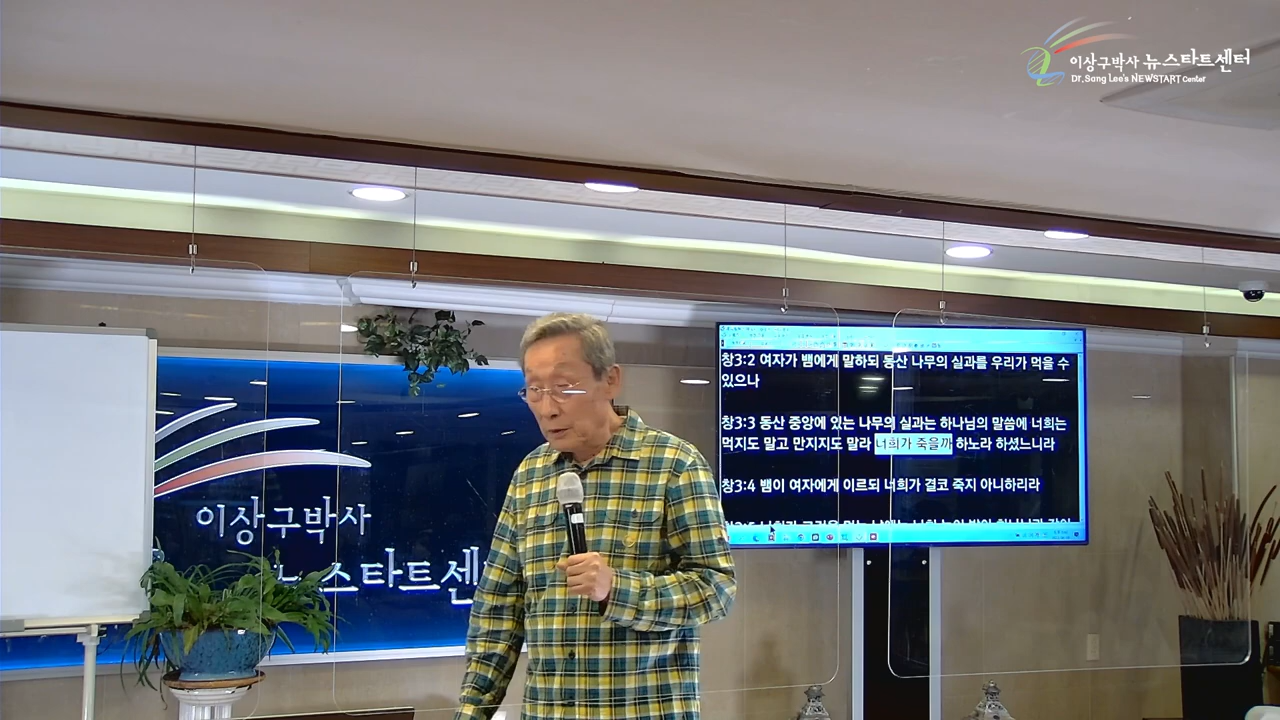 이상구박사 뉴스타트센터
Dr. Sang Lee's NEWSTART Center
창3:2 여자가 뱀에게 말하되 동산 나무의 실과를 우리가 먹을 수
있으나
창3:3 동산 중앙에 있는 나무의 실과는 하나님의 말씀에 너희는
먹지도 말고 만지지도 말라 너희가 죽을까 하노라 하셨느니라
창3:4 뱀이 여자에게 이르되 너희가 결코 죽지 아니하리라
이상구박사
뉴스타트센